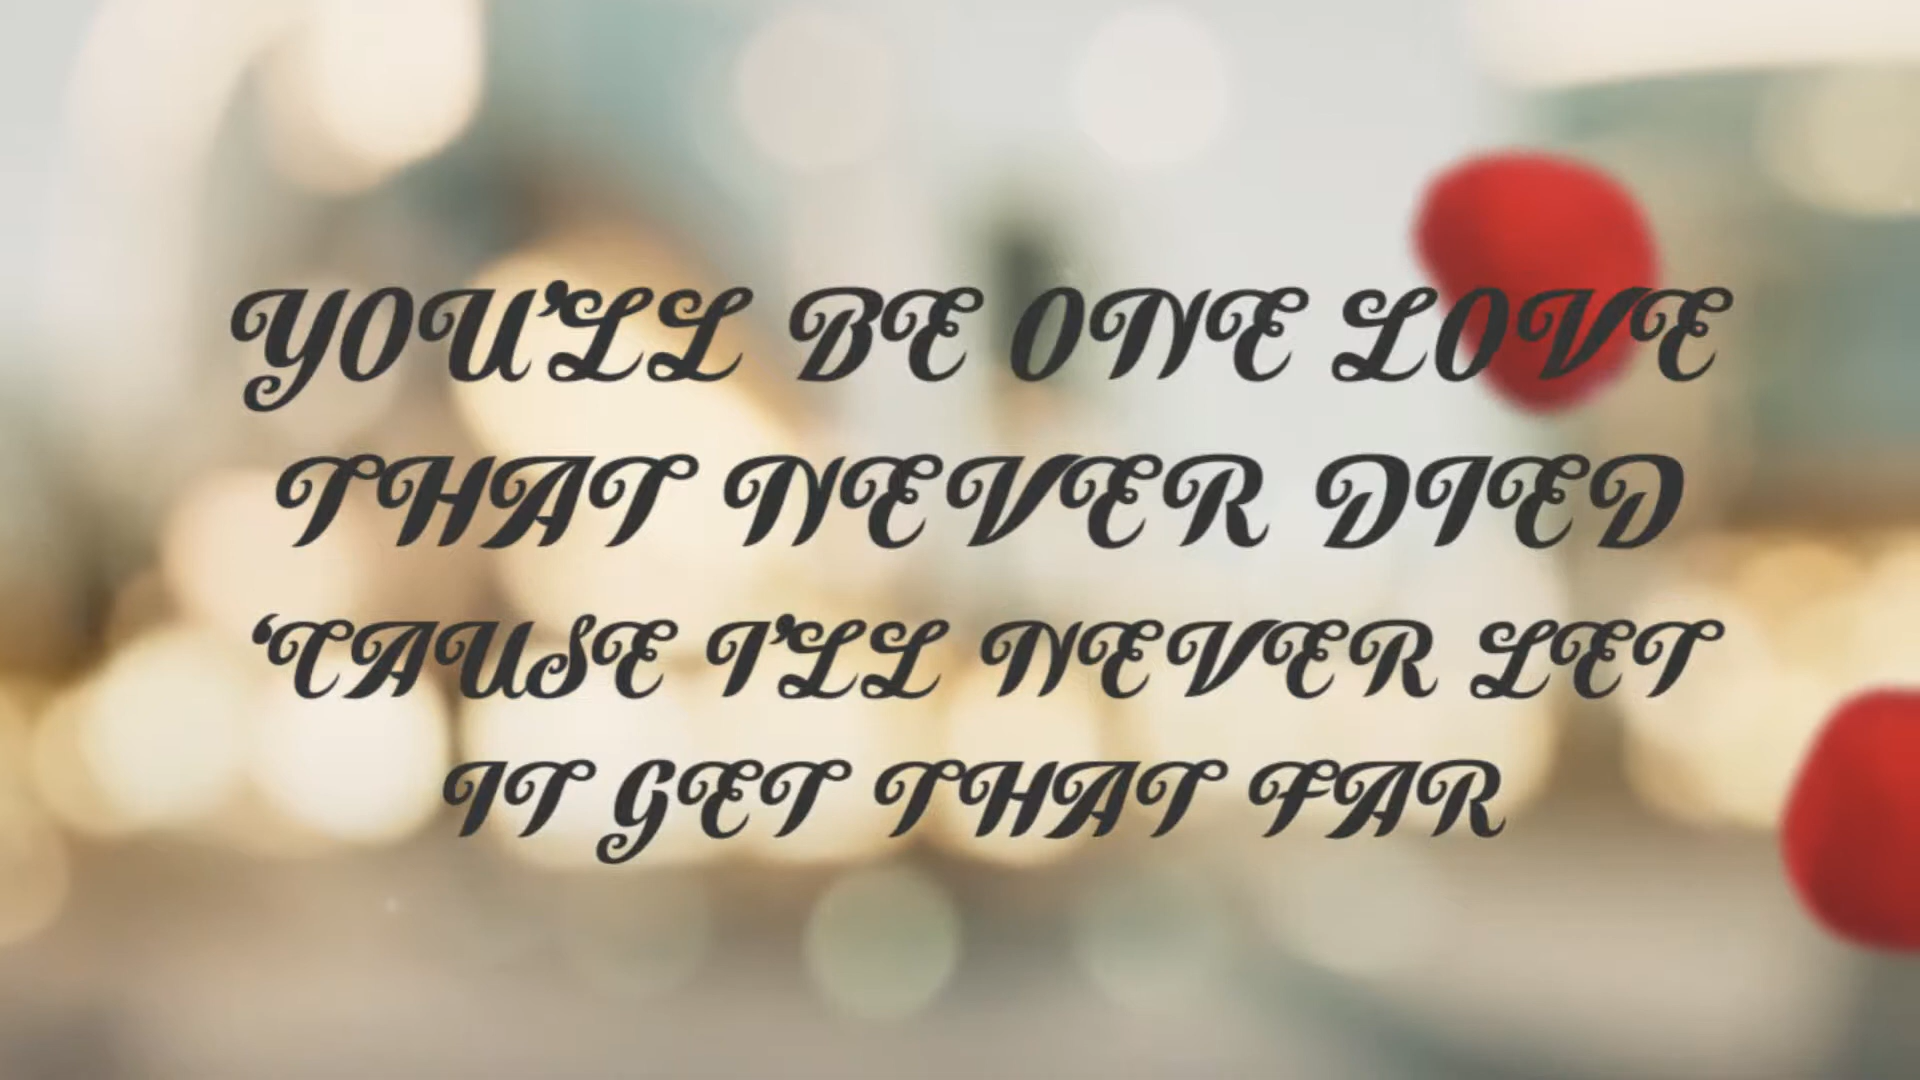 YOU'LL BE ONE LOVE
THAT NEVER DIED
‘CAUSE I'LL NEVER LET
IT GET THAT FAR